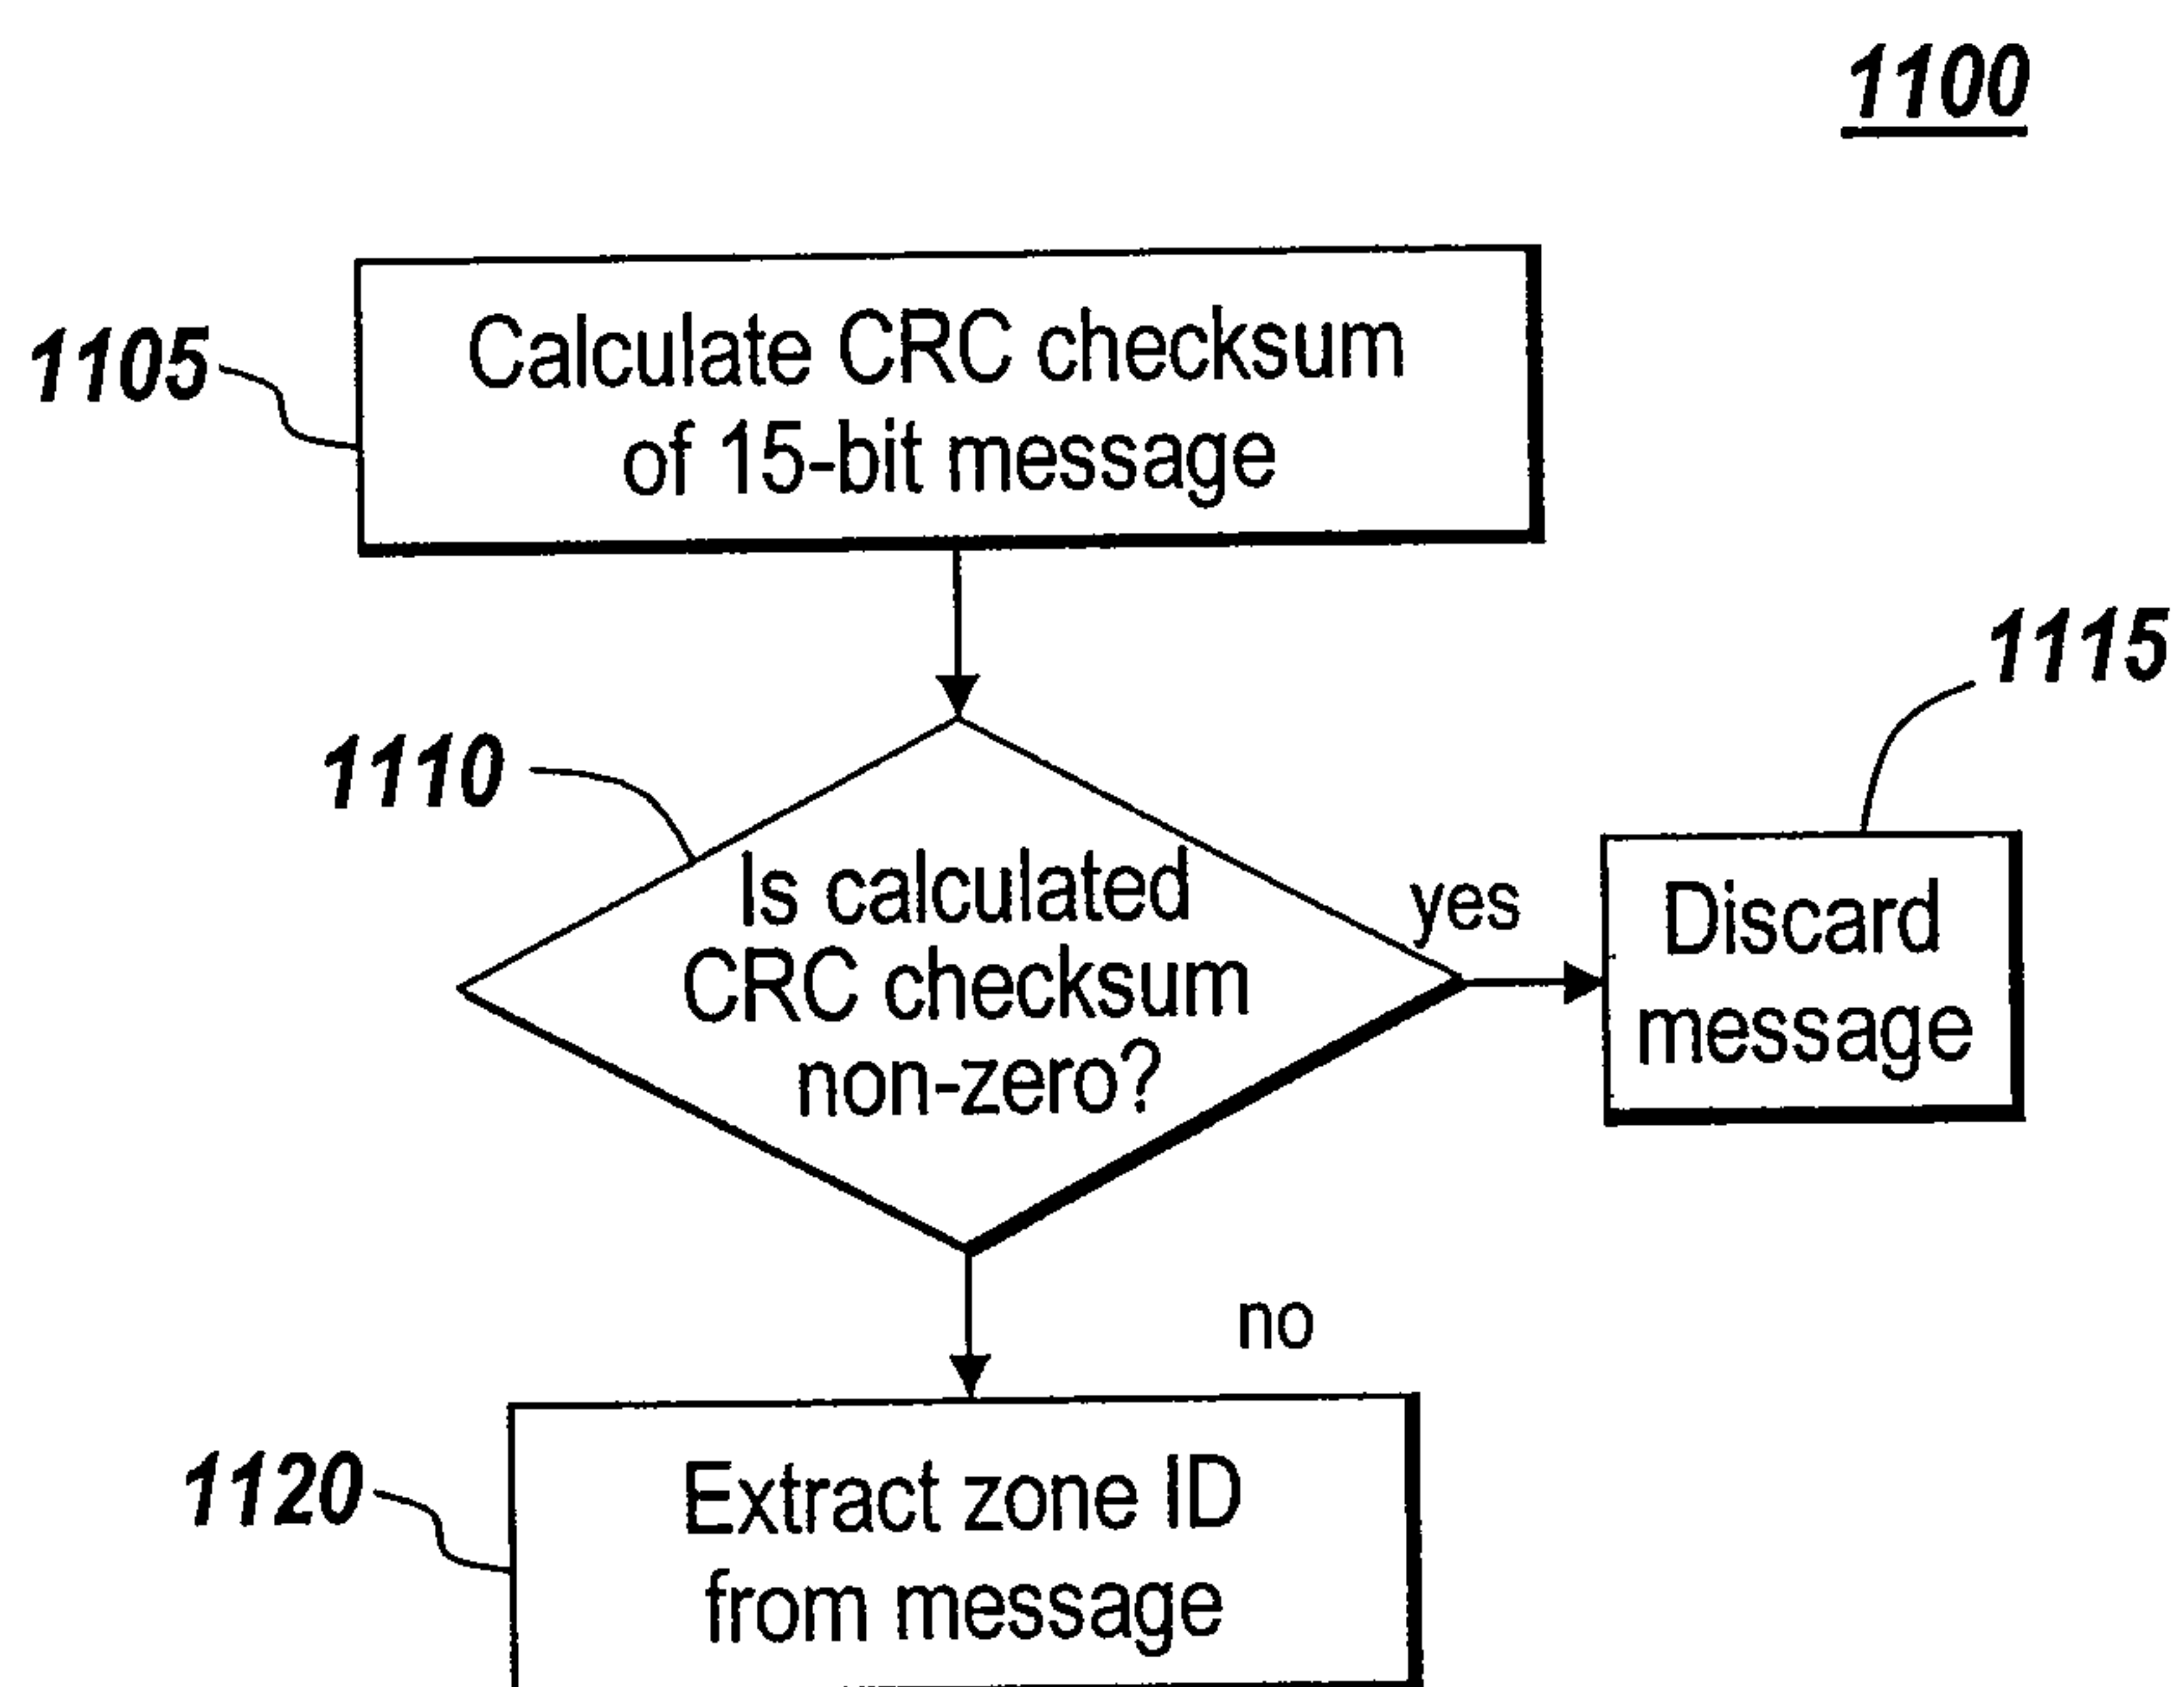 1100
1105
Calculate CRC checksum
of 15-bit message
1115
1110
Is calculated
CRC checksum
non-zero?
yes
Discard
message
no
1120
Extract zone ID
from message